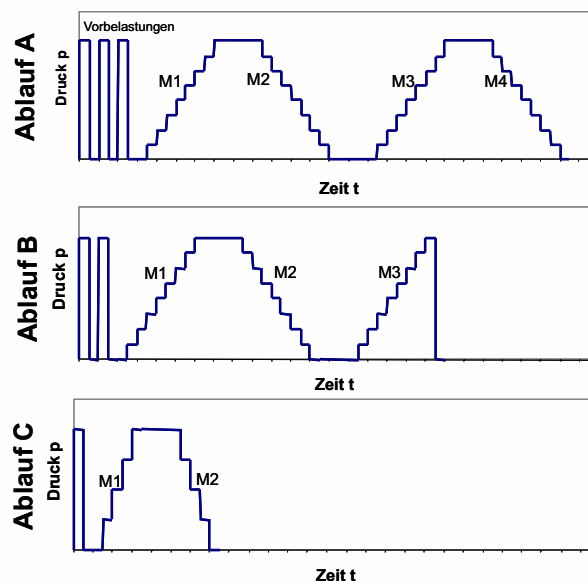 Ablauf A
Druck p
Vorbelastungen
M1
M2
M3
M4
Zeit t
Ablauf B
Druck p
M1
M2
M3
Zeit t
Ablauf C
Druck p
M1
M2
Zeit t